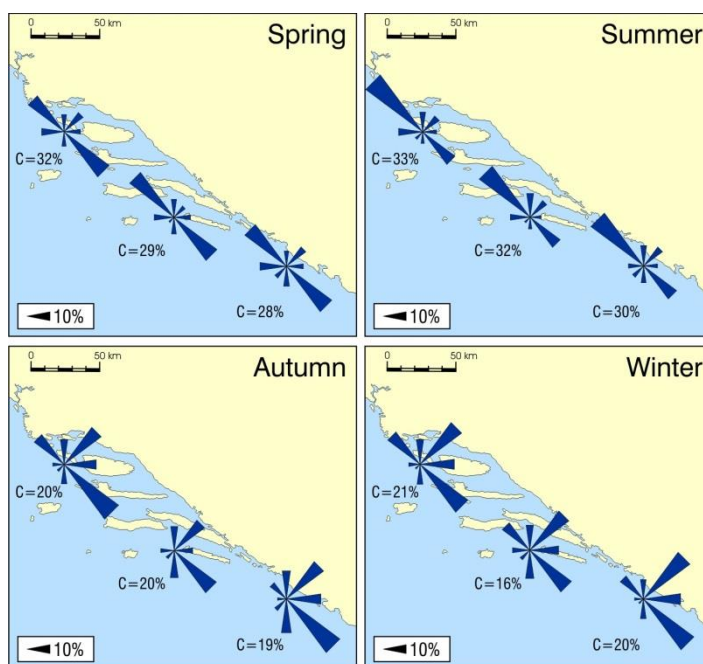 0 50 km
Spring
C=32%
C=29%
C=28%
10%
0 50 km
Summer
C=33%
C=32%
C=30%
10%
0 50 km
Autumn
C=20%
C=20%
C=19%
10%
0 50 km
Winter
C=21%
C=16%
C=20%
10%